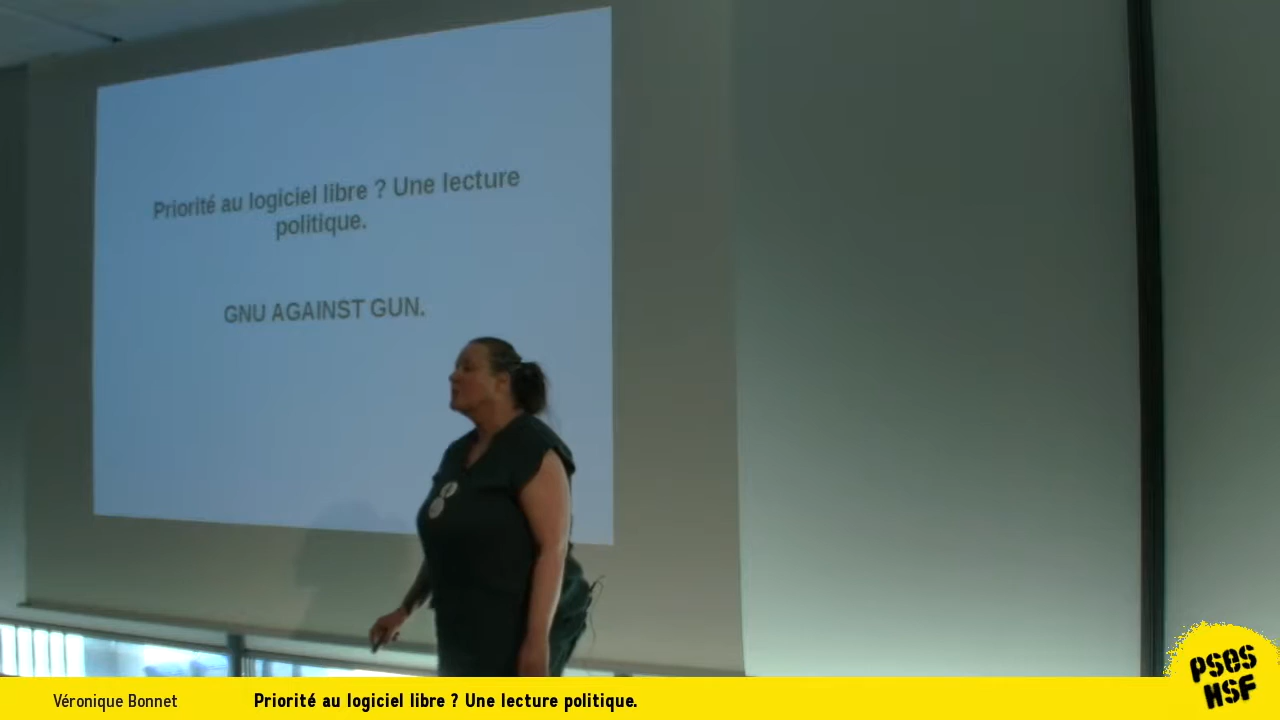 Priorité au logiciel libre ? Une lecture
politique.
GNU AGAINST GUN.
Véronique Bonnet
Priorité au logiciel libre ? Une lecture politique.
PSES
HSF